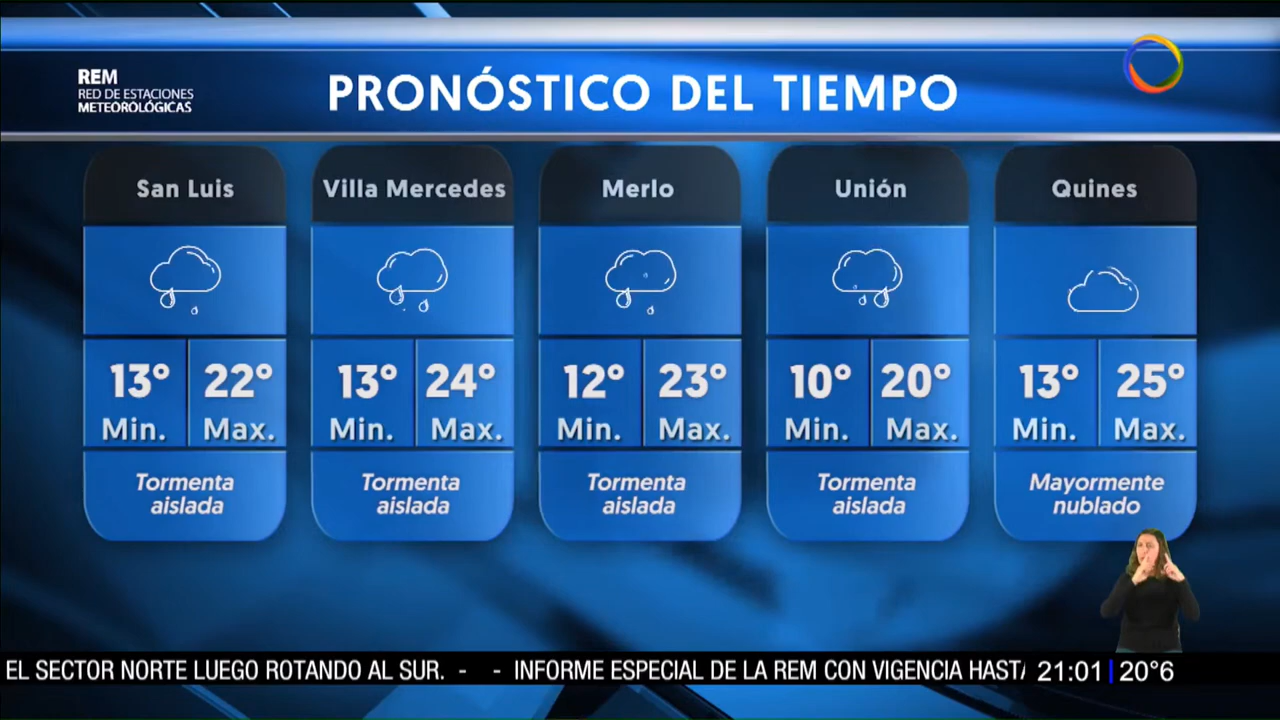 REM
RED DE ESTACIONES
METEOROLÓGICAS
PRONÓSTICO DEL TIEMPO
San Luis
13° 22°
Min. Max.
Tormenta
aislada
Villa Mercedes
13° 24°
Min. Max.
Tormenta
aislada
Merlo
12° 23°
Min. Max.
Tormenta
aislada
Unión
10° 20°
Min. Max.
Tormenta
aislada
Quines
13° 25°
Min. Max.
Mayormente
nublado
EL SECTOR NORTE LUEGO ROTANDO AL SUR. - - INFORME ESPECIAL DE LA REM CON VIGENCIA HASTA 21:01 20°6